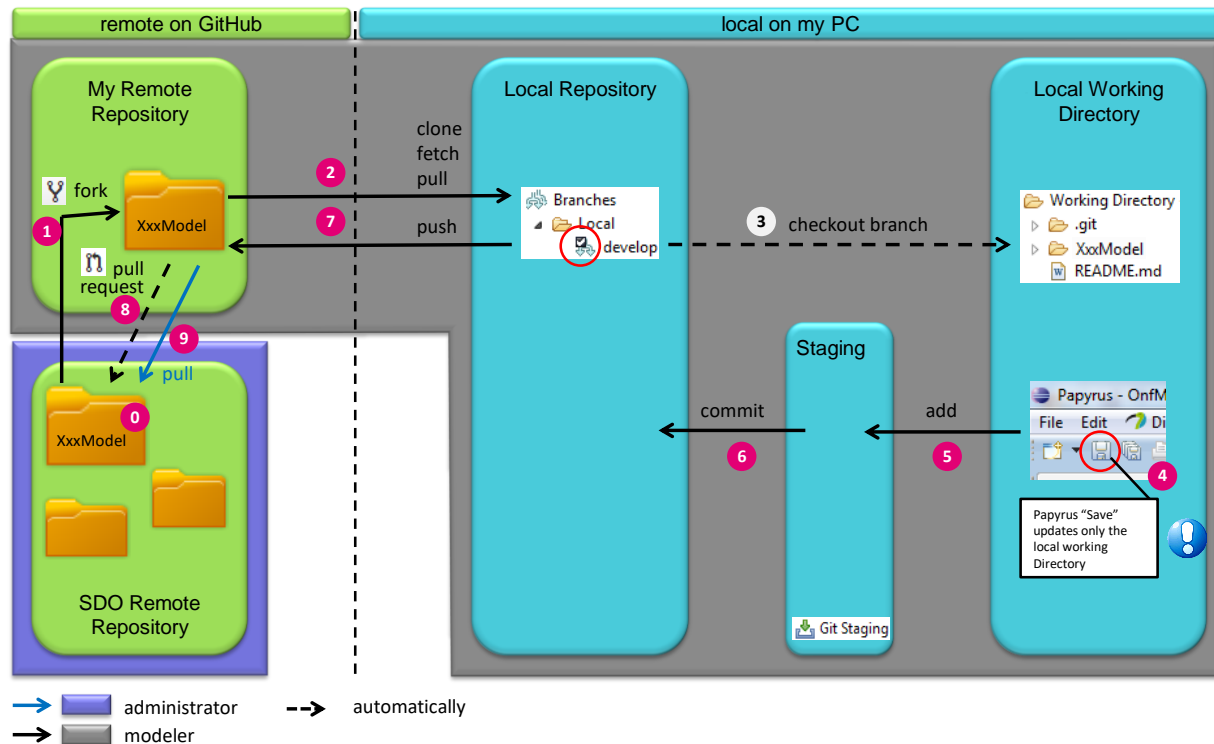 remote on GitHub
local on my PC
My Remote
Repository
fork
XxxModel
1
pull
request
8
9
pull
0
XxxModel
SDO Remote
Repository
2
clone
fetch
pull
7
push
Local Repository
Branches
Local
develop
3
checkout branch
Local Working
Directory
Working Directory
.git
XxxModel
README.md
Staging
commit
6
Git Staging
add
5
Papyrus - OnfM
File Edit Di
4
Papyrus “Save”
updates only the
local working
Directory
administrator
automatically
modeler